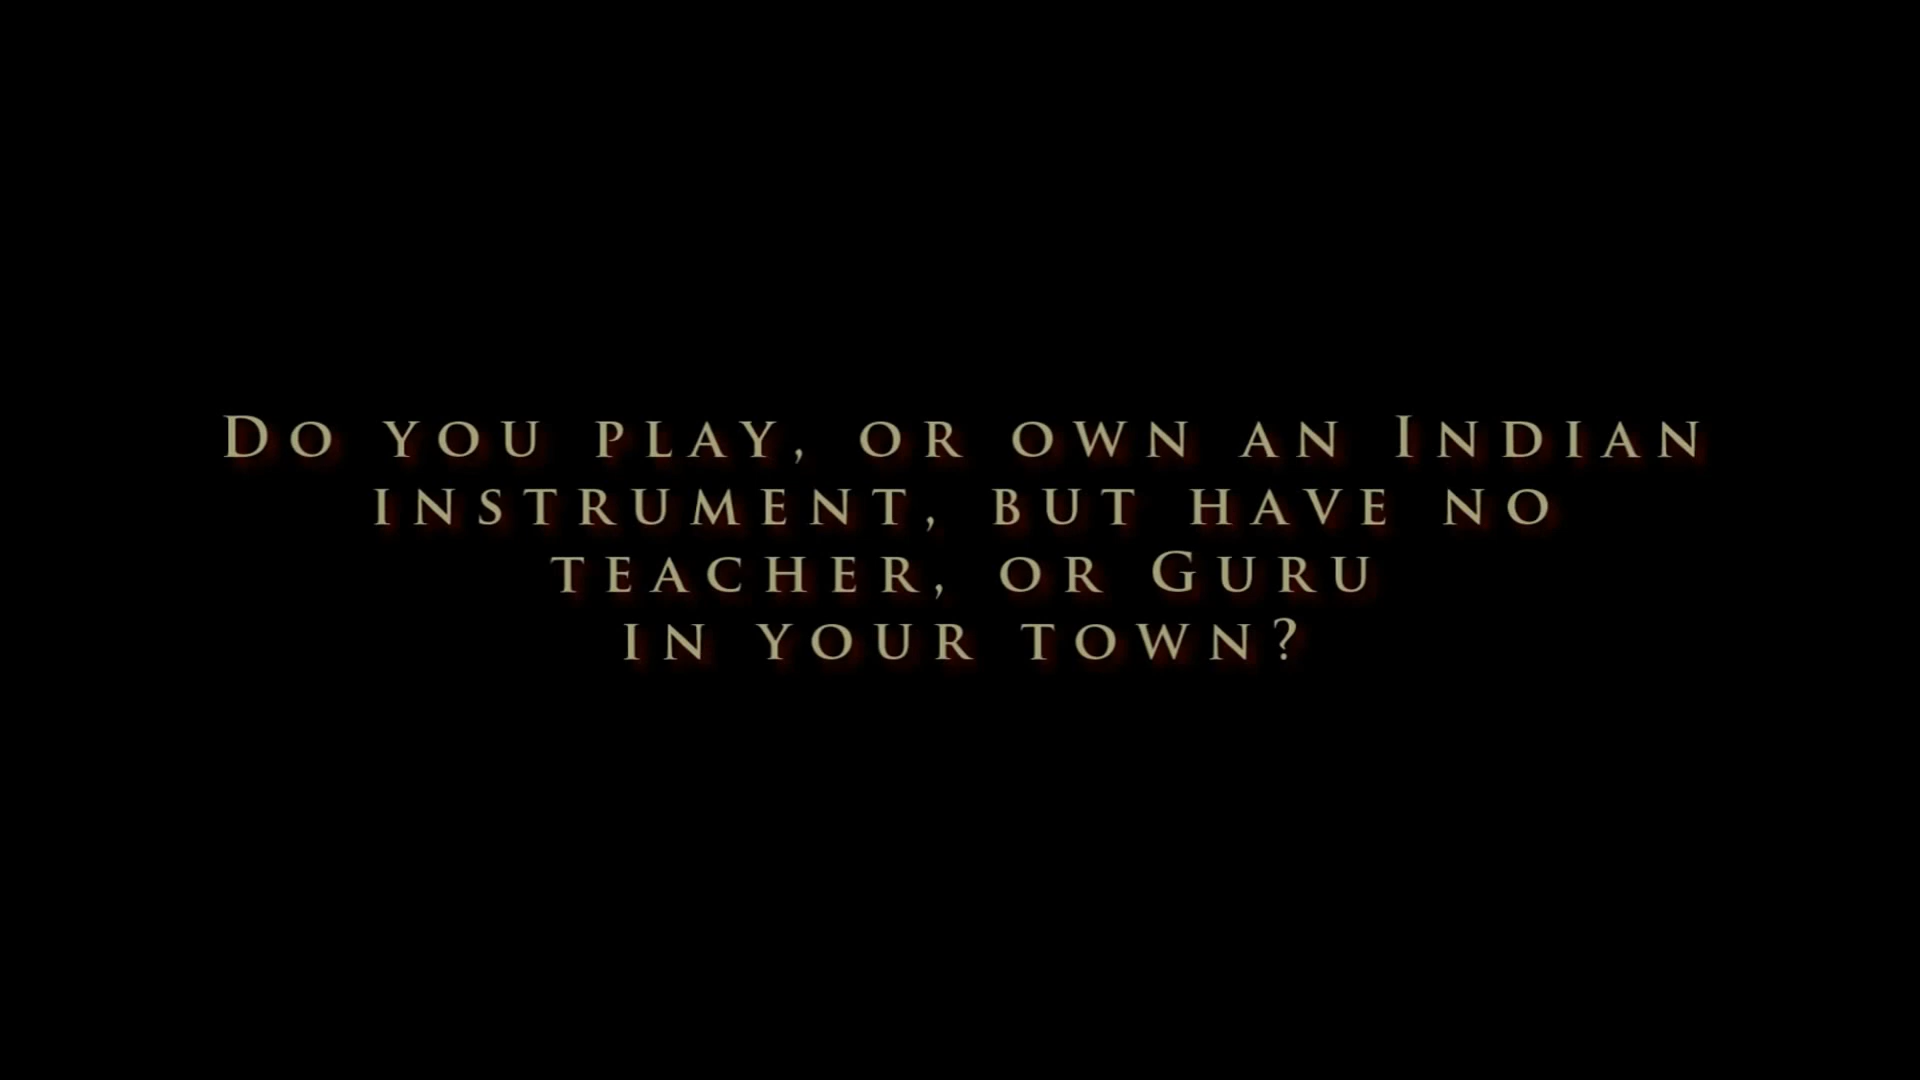 Do you play, or own an Indian
instrument, but have no
teacher, or Guru
in your town?